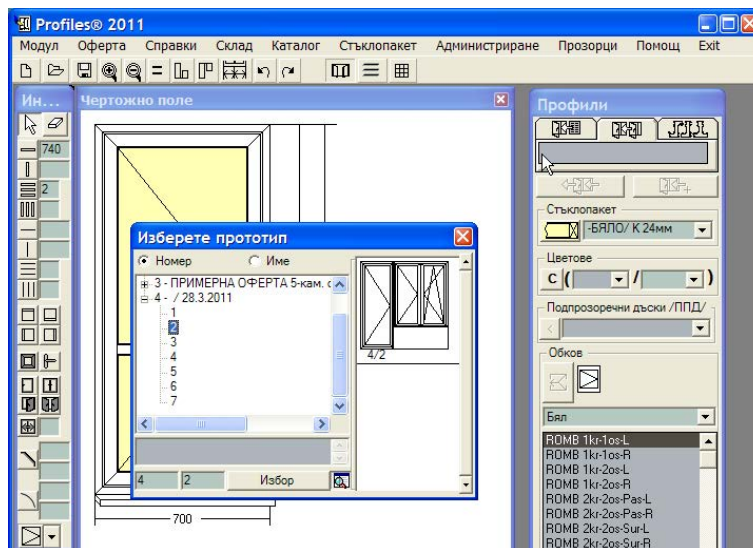 Profiles® 2011
Модул Оферта Справки Склад Каталог Стъклопакет Администриране Прозорци Помощ Exit
Ин...
740
2
Чертожно поле
700
Изберете прототип
Номер Име
3 - ПРИМЕРНА ОФЕРТА 5-кам. с
4 - / 28.3.2011
1
2
3
4
5
6
7
4/2
4 2 Избор
Профили
Стъклопакет
-БЯЛО/ К 24мм
Цветове
C ( / )
Подпрозоречни дъски /ППД/
Обков
Бял
ROMB 1kr-1os-L
ROMB 1kr-1os-R
ROMB 1kr-2os-L
ROMB 1kr-2os-R
ROMB 2kr-2os-Pas-L
ROMB 2kr-2os-Pas-R
ROMB 2kr-2os-Sur-L
ROMB 2kr-2os-Sur-R